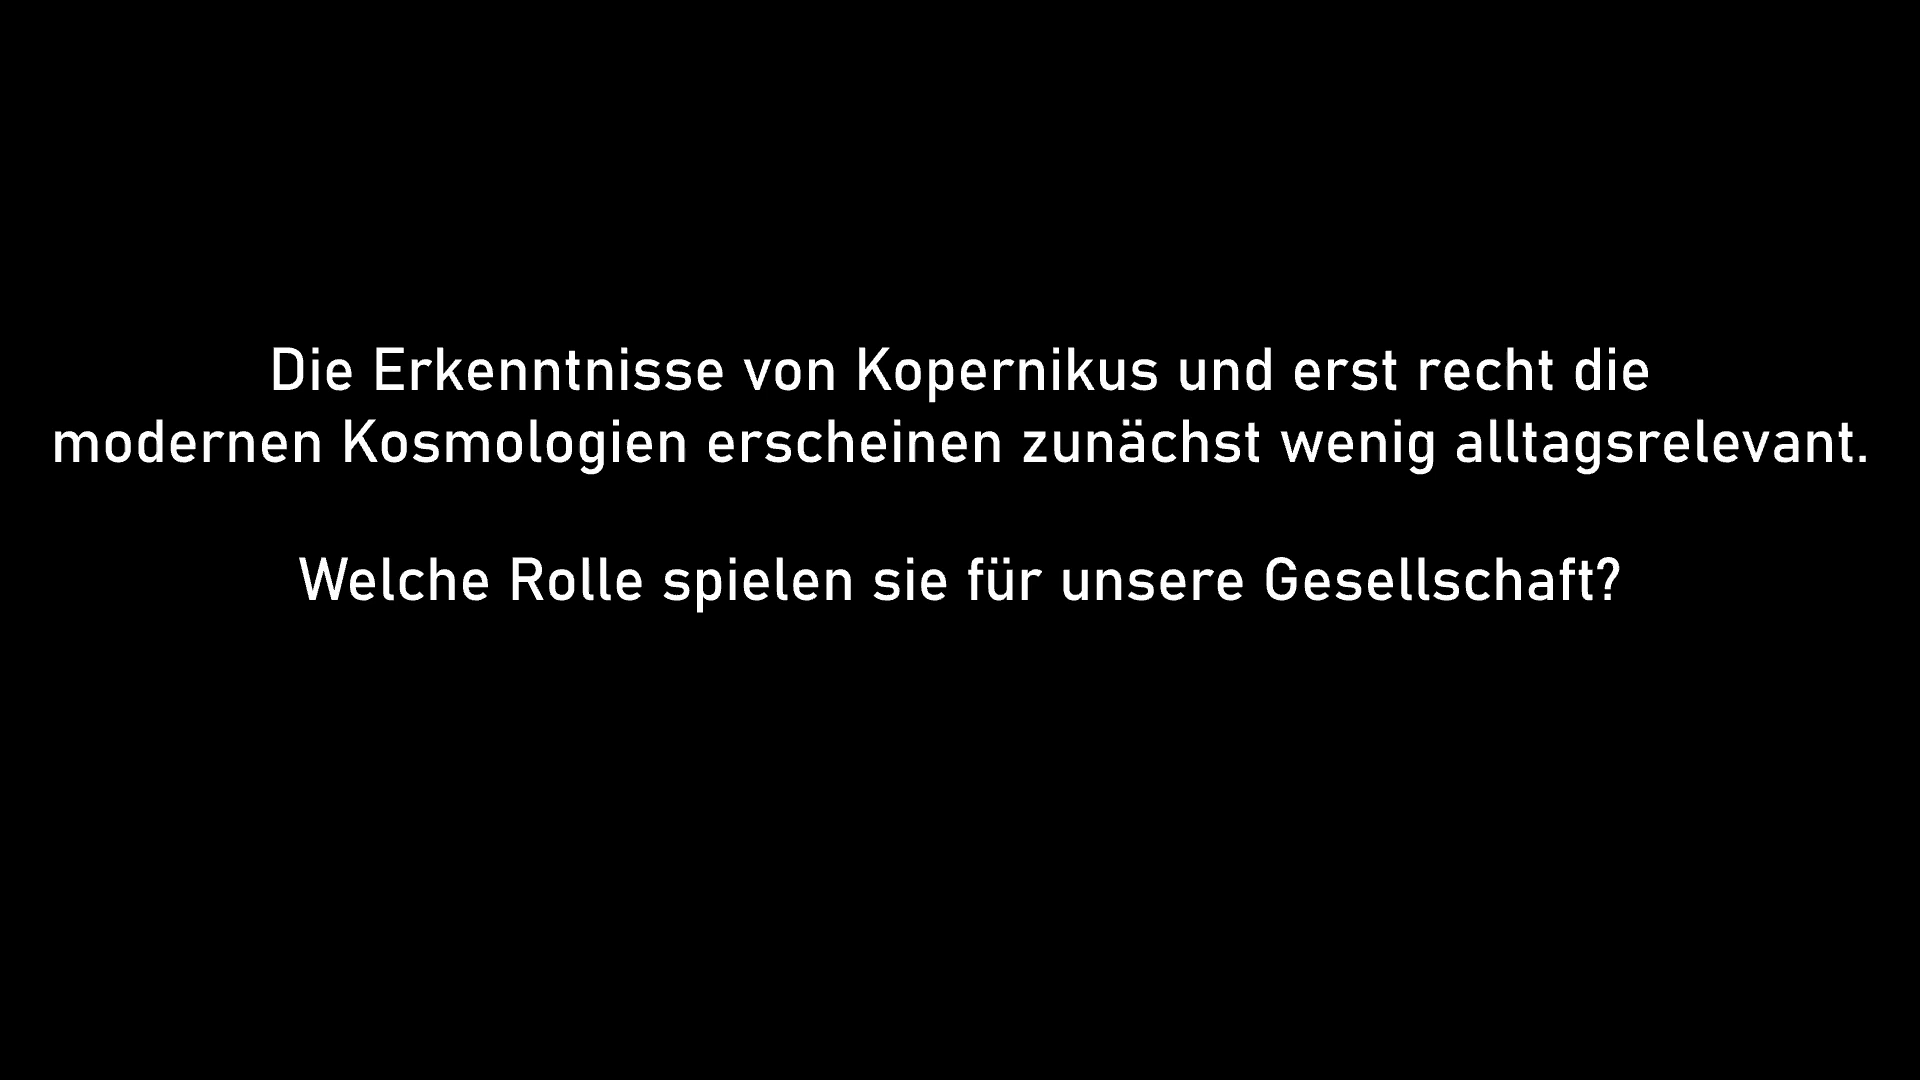 Die Erkenntnisse von Kopernikus und erst recht die
modernen Kosmologien erscheinen zunächst wenig alltagsrelevant.
Welche Rolle spielen sie für unsere Gesellschaft?